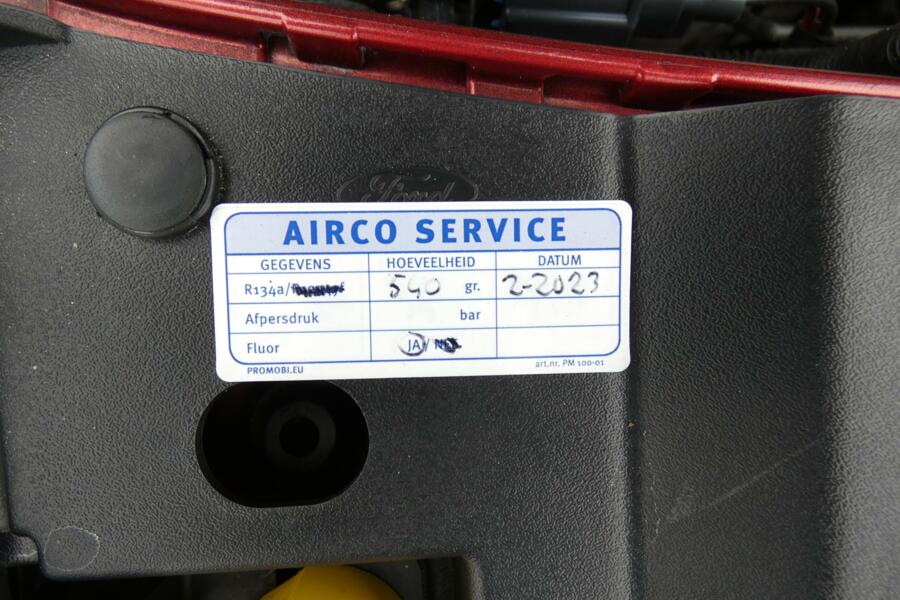 Ford
AIRCO SERVICE
GEGEVENS HOEVEELHEID DATUM
R134a/ 540 gr. 2-2023
Afpersdruk bar
Fluor JA/
PROMOBI.EU art.nr. PM 100-01